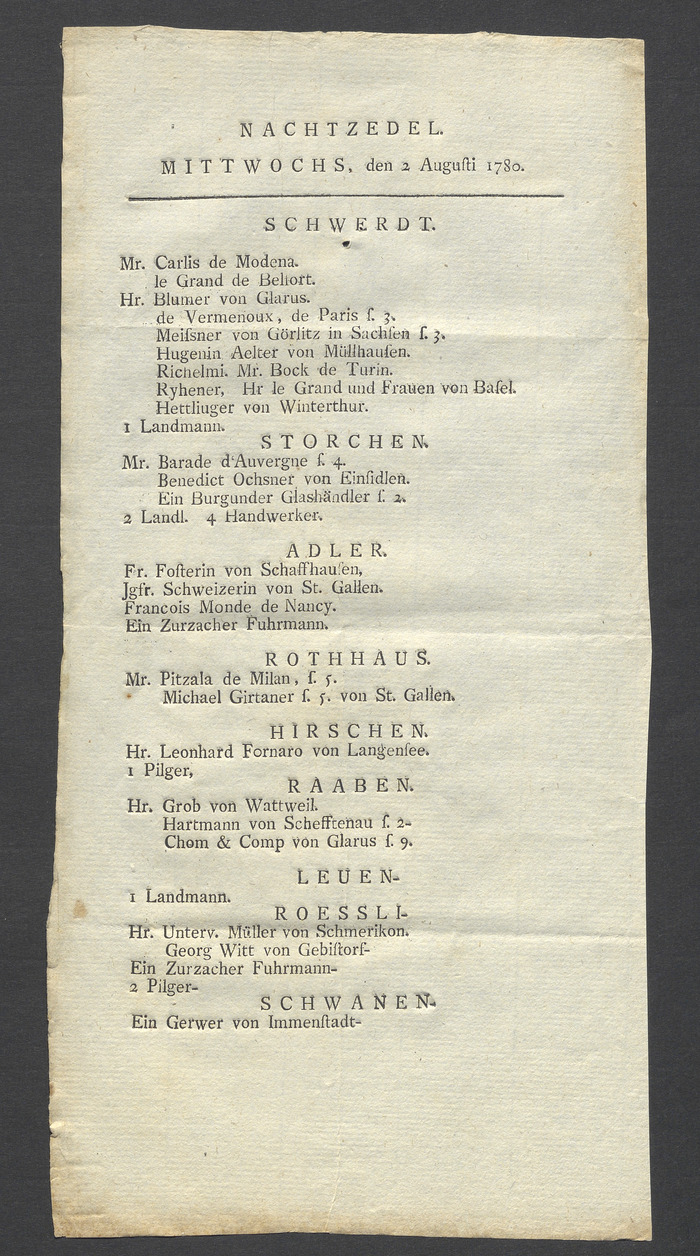 NACHTZEDEL.
MITTWOCHS, den 2 Auguſti 1780.
SCHWERDT.
Mr. Carlis de Modena.
le Grand de Beffort.
Hr. Blumer von Glarus.
de Vermenoux, de Paris ſ. 3.
Meiſsner von Görlitz in Sachſen ſ. 3.
Hugenin Aelter von Müllhauſen.
Richelmi. Mr. Bock de Turin.
Ryhener, Hr le Grand und Frauen von Baſel.
Hettliuger von Winterthur.
1 Landmann.
STORCHEN.
Mr. Barade d'Auvergne ſ. 4.
Benedict Ochsner von Einſidlen.
Ein Burgunder Glashändler ſ. 2.
2 Landl. 4 Handwerker.
ADLER.
Fr. Foſterin von Schaffhauſen,
Jgfr. Schweizerin von St. Gallen.
Francois Monde de Nancy.
Ein Zurzacher Fuhrmann.
ROTHHAUS.
Mr. Pitzala de Milan, ſ. 5.
Michael Girtaner ſ. 5. von St. Gallen.
HIRSCHEN.
Hr. Leonhard Fornaro von Langenſee.
1 Pilger,
RAABEN.
Hr. Grob von Wattweil.
Hartmann von Schefftenau ſ. 2-
Chom & Comp von Glarus ſ. 9.
LEUEN-
1 Landmann.
ROESSLI-
Hr. Unterv. Müller von Schmerikon.
Georg Witt von Gebiſtorf-
Ein Zurzacher Fuhrmann-
2 Pilger-
SCHWANEN.
Ein Gerwer von Immenſtadt-